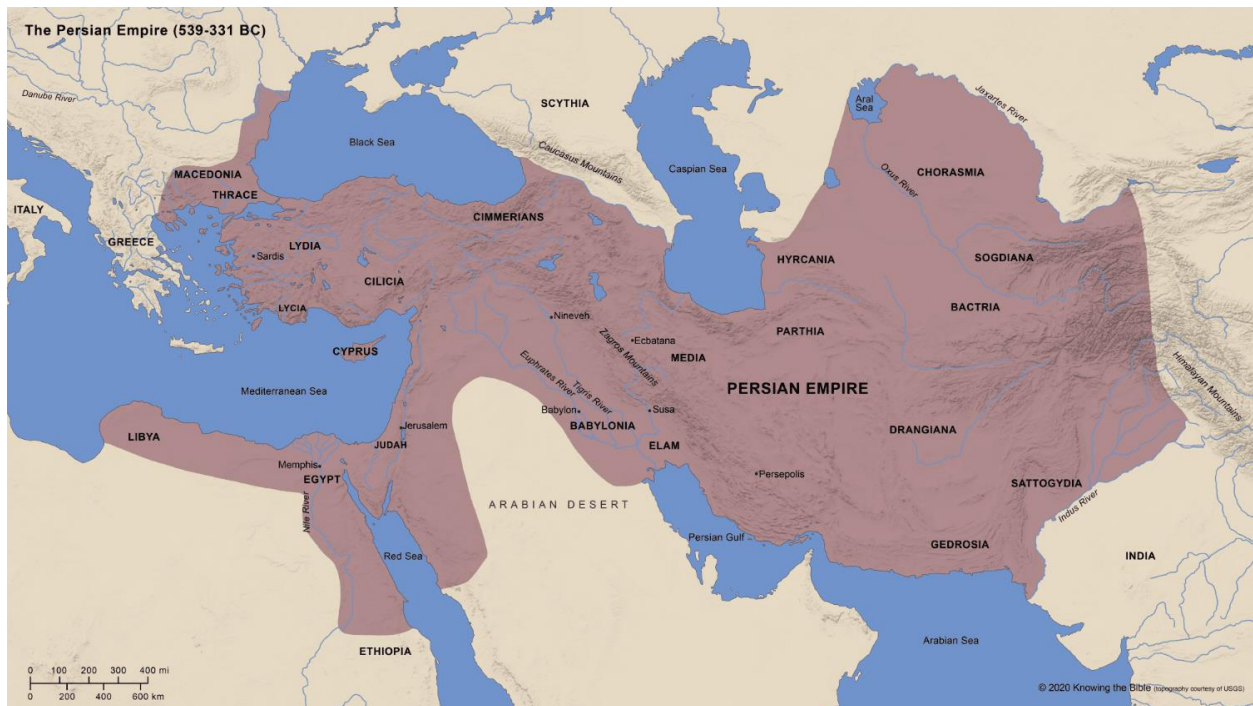 The Persian Empire (539-331 BC)
Danube River
SCYTHIA
Aral
Sea
Jaxartes River
Black Sea
Caucasus Mountains
Caspian Sea
CHORASMIA
Oxus River
MACEDONIA
THRACE
ITALY
GREECE
CIMMERIANS
LYDIA
Sardis
CILICIA
LYCIA
HYRCANIA
SOGDIANA
BACTRIA
Nineveh
PARTHIA
Ecbatana
MEDIA
Zagros Mountains
CYPRUS
Himalayan Mountains
Mediterranean Sea
Euphrates River
Tigris River
PERSIAN EMPIRE
Babylon
BABYLONIA
Susa
Jerusalem
JUDAH
ELAM
DRANGIANA
LIBYA
Memphis
EGYPT
Persepolis
SATTOGYDIA
Nile River
ARABIAN DESERT
Indus River
Persian Gulf
GEDROSIA
Red Sea
INDIA
Arabian Sea
ETHIOPIA
0 100 200 300 400 mi
0 200 400 600 km
© 2020 Knowing the Bible (topography courtesy of USGS)